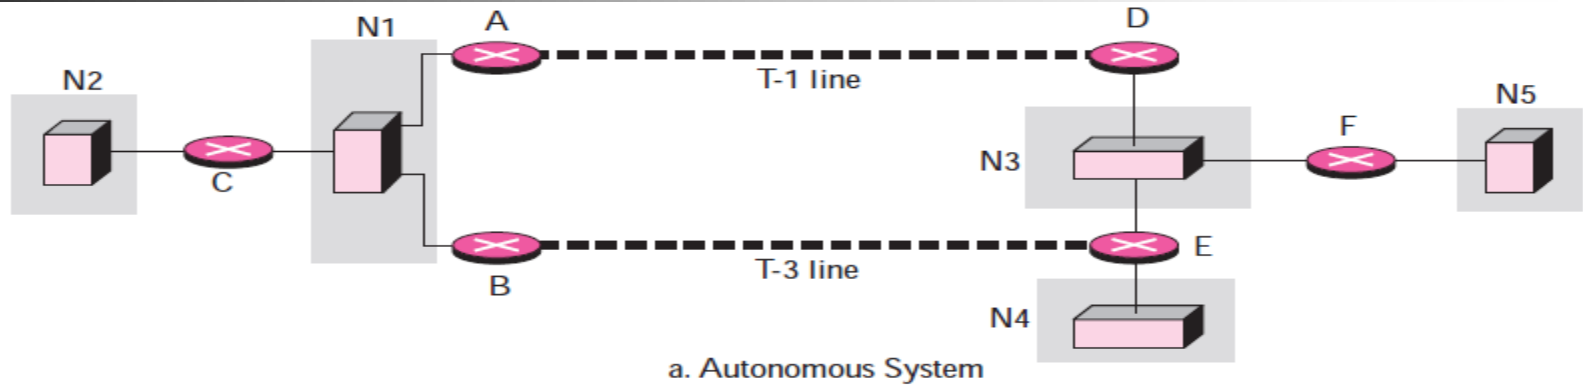 N1
A
D
N2
T-1 line
N5
F
N3
C
E
T-3 line
B
N4
a. Autonomous System